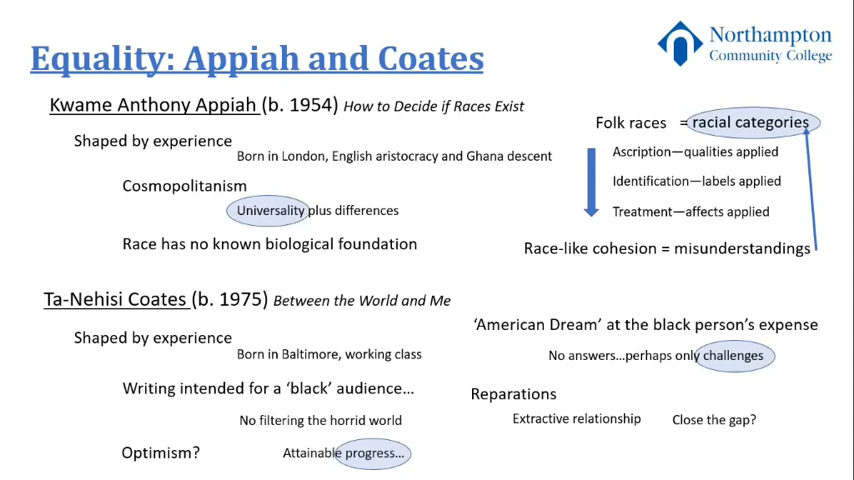 Northampton
Community College
Equality: Appiah and Coates
Kwame Anthony Appiah (b. 1954) How to Decide if Races Exist
Shaped by experience
Born in London, English aristocracy and Ghana descent
Cosmopolitanism
Universality plus differences
Race has no known biological foundation
Folk races = racial categories
Ascription—qualities applied
Identification—labels applied
Treatment—affects applied
Race-like cohesion = misunderstandings
Ta-Nehisi Coates (b. 1975) Between the World and Me
Shaped by experience
Born in Baltimore, working class
Writing intended for a ‘black’ audience…
No filtering the horrid world
Optimism? Attainable progress…
‘American Dream’ at the black person’s expense
No answers…perhaps only challenges
Reparations
Extractive relationship Close the gap?